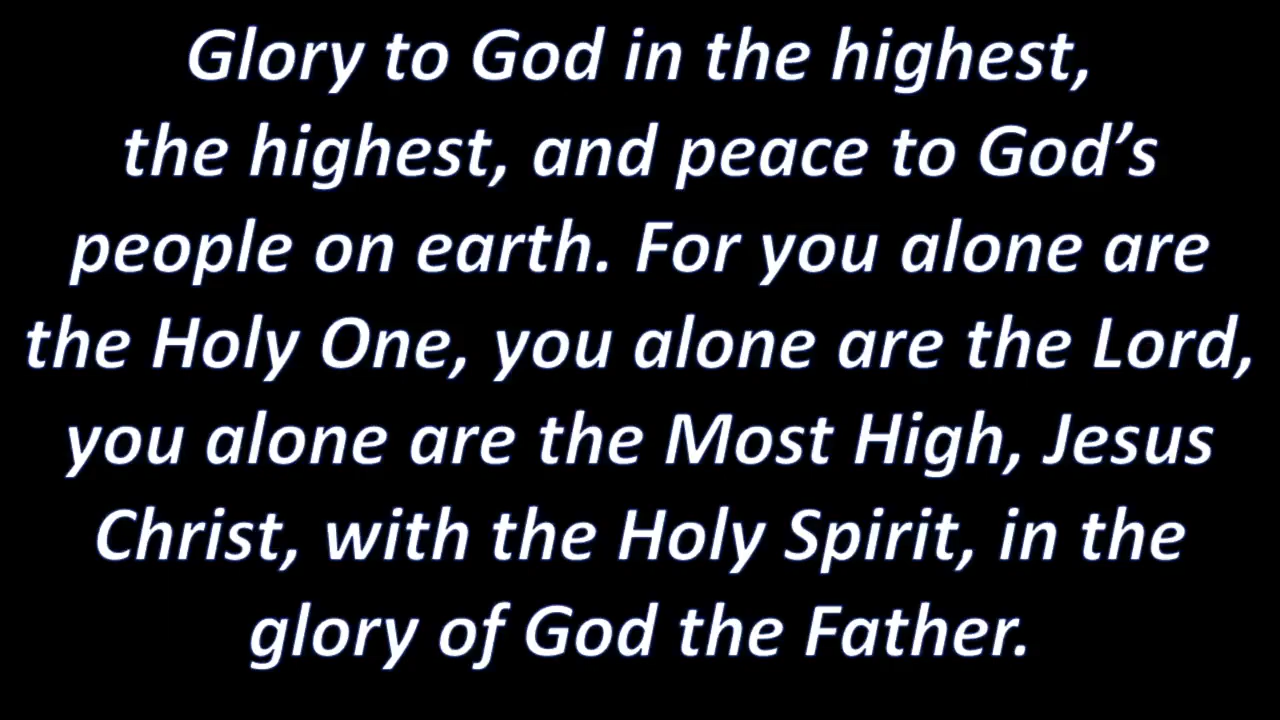 Glory to God in the highest,
the highest, and peace to God’s
people on earth. For you alone are
the Holy One, you alone are the Lord,
you alone are the Most High, Jesus
Christ, with the Holy Spirit, in the
glory of God the Father.